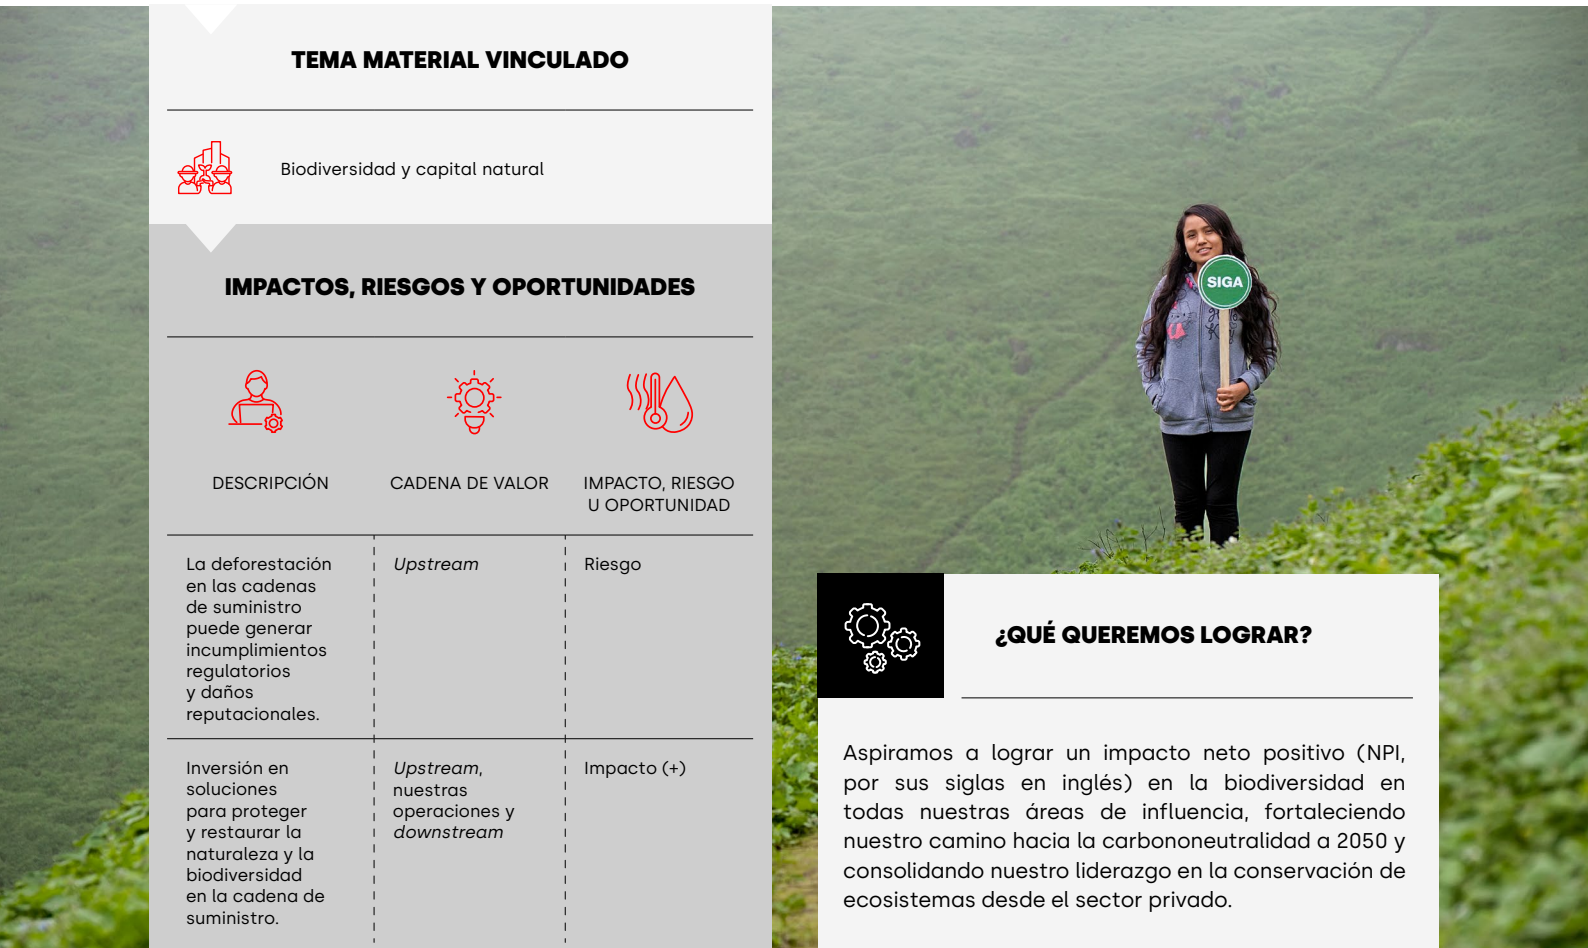 TEMA MATERIAL VINCULADO
Biodiversidad y capital natural
IMPACTOS, RIESGOS Y OPORTUNIDADES
DESCRIPCIÓN
CADENA DE VALOR
IMPACTO, RIESGO
U OPORTUNIDAD
La deforestación
en las cadenas
de suministro
puede generar
incumplimientos
regulatorios
y daños
reputacionales.
Upstream
Riesgo
Inversión en
soluciones
para proteger
y restaurar la
naturaleza y la
biodiversidad
en la cadena de
suministro.
Upstream,
nuestras
operaciones y
downstream
Impacto (+)
SIGA
¿QUÉ QUEREMOS LOGRAR?
Aspiramos a lograr un impacto neto positivo (NPI,
por sus siglas en inglés) en la biodiversidad en
todas nuestras áreas de influencia, fortaleciendo
nuestro camino hacia la carbononeutralidad a 2050 y
consolidando nuestro liderazgo en la conservación de
ecosistemas desde el sector privado.